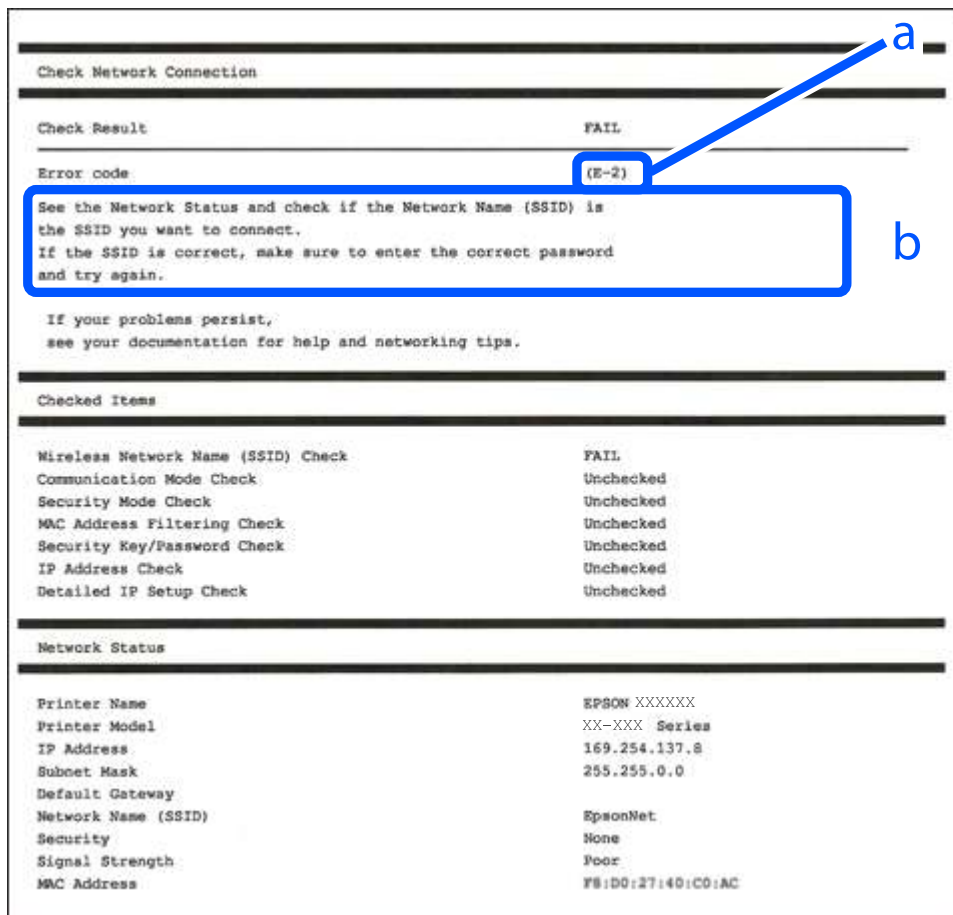 a
Check Network Connection
Check Result FAIL
Error code (E-2)
See the Network Status and check if the Network Name (SSID) is
the SSID you want to connect.
If the SSID is correct, make sure to enter the correct password
and try again.
b
If your problems persist,
see your documentation for help and networking tips.
Checked Items
Wireless Network Name (SSID) Check FAIL
Communication Mode Check Unchecked
Security Mode Check Unchecked
MAC Address Filtering Check Unchecked
Security Key/Password Check Unchecked
IP Address Check Unchecked
Detailed IP Setup Check Unchecked
Network Status
Printer Name EPSON XXXXXX
Printer Model XX-XXX Series
IP Address 169.254.137.8
Subnet Mask 255.255.0.0
Default Gateway
Network Name (SSID) EpsonNet
Security None
Signal Strength Poor
MAC Address F8:D0:27:40:C0:AC